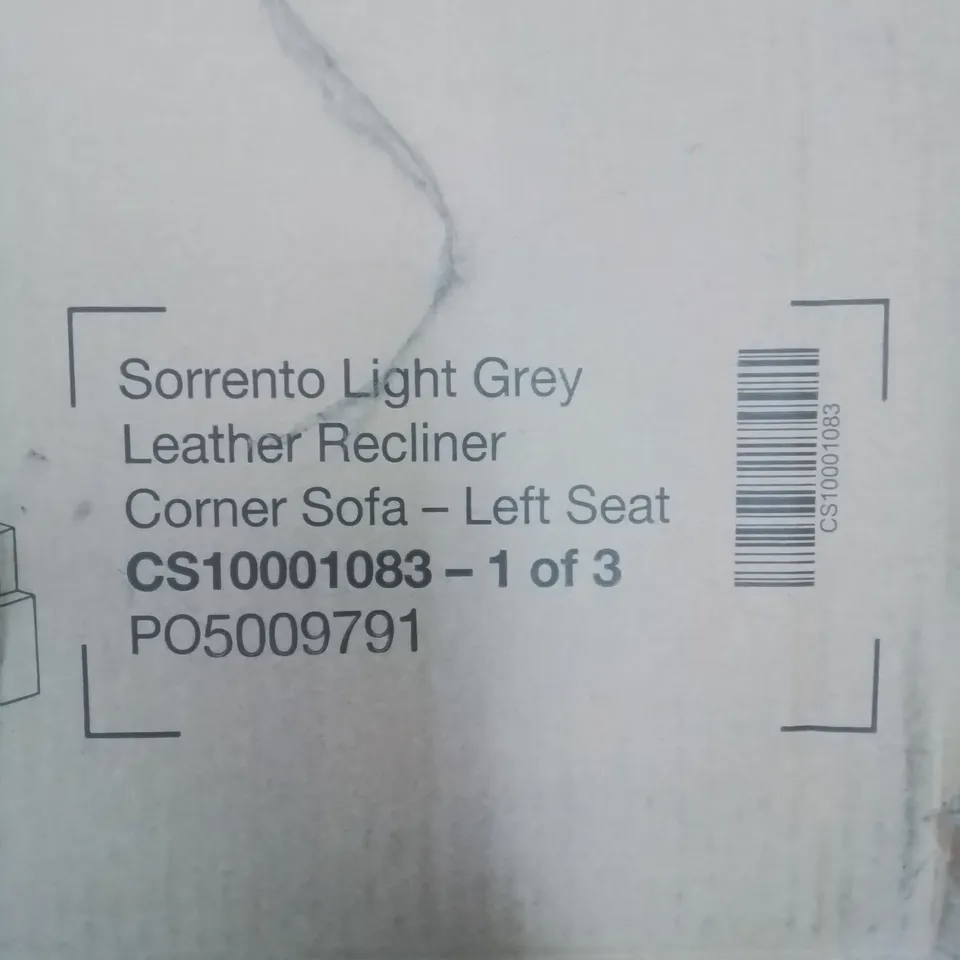 Sorrento Light Grey
Leather Recliner
Corner Sofa – Left Seat
CS10001083 – 1 of 3
PO5009791
CS10001083